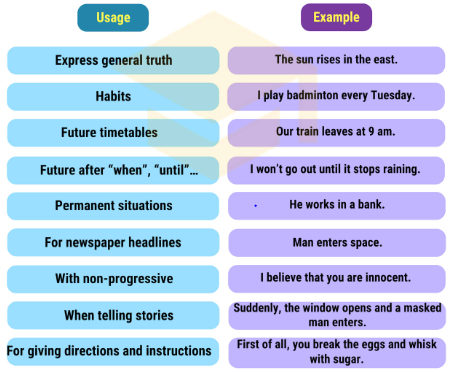 Usage Example
Express general truth The sun rises in the east.
Habits I play badminton every Tuesday.
Future timetables Our train leaves at 9 am.
Future after “when”, “until”… I won’t go out until it stops raining.
Permanent situations He works in a bank.
For newspaper headlines Man enters space.
With non-progressive I believe that you are innocent.
When telling stories Suddenly, the window opens and a masked
man enters.
For giving directions and instructions First of all, you break the eggs and whisk
with sugar.